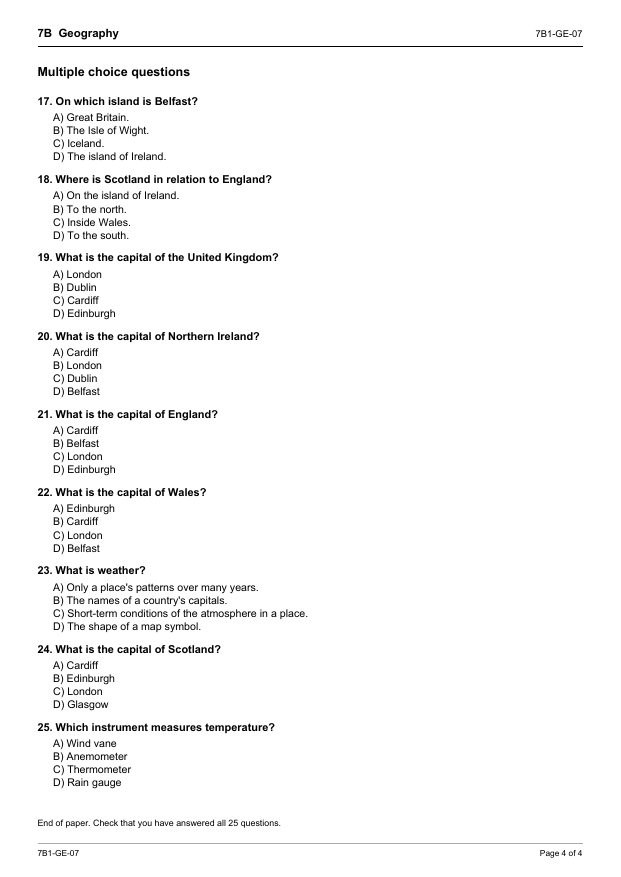 7B Geography
7B1-GE-07
Multiple choice questions
17. On which island is Belfast?
A) Great Britain.
B) The Isle of Wight.
C) Iceland.
D) The island of Ireland.
18. Where is Scotland in relation to England?
A) On the island of Ireland.
B) To the north.
C) Inside Wales.
D) To the south.
19. What is the capital of the United Kingdom?
A) London
B) Dublin
C) Cardiff
D) Edinburgh
20. What is the capital of Northern Ireland?
A) Cardiff
B) London
C) Dublin
D) Belfast
21. What is the capital of England?
A) Cardiff
B) Belfast
C) London
D) Edinburgh
22. What is the capital of Wales?
A) Edinburgh
B) Cardiff
C) London
D) Belfast
23. What is weather?
A) Only a place's patterns over many years.
B) The names of a country's capitals.
C) Short-term conditions of the atmosphere in a place.
D) The shape of a map symbol.
24. What is the capital of Scotland?
A) Cardiff
B) Edinburgh
C) London
D) Glasgow
25. Which instrument measures temperature?
A) Wind vane
B) Anemometer
C) Thermometer
D) Rain gauge
End of paper. Check that you have answered all 25 questions.
7B1-GE-07
Page 4 of 4